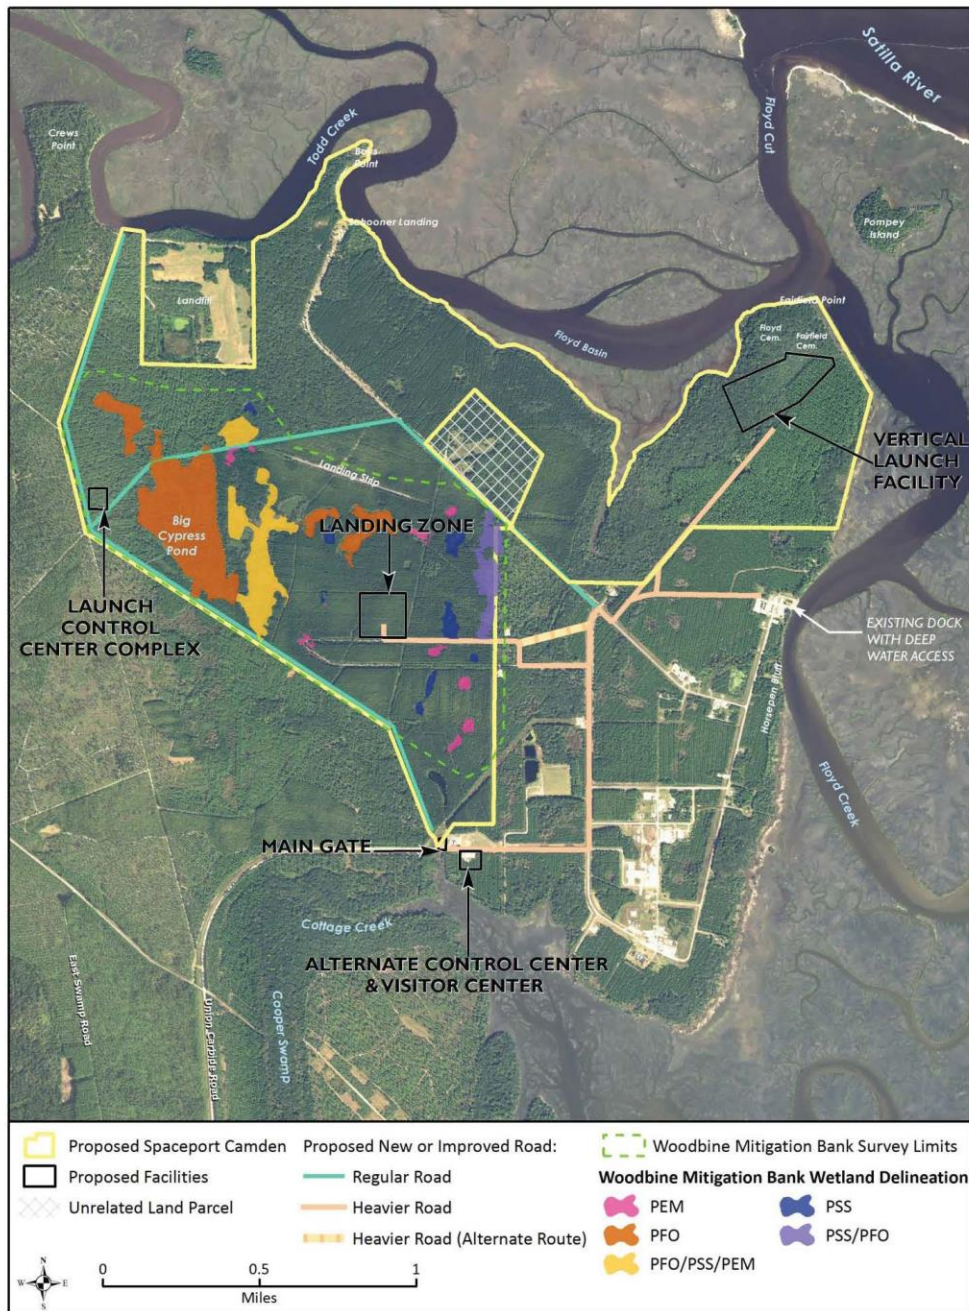 Satilla River
Floyd Cut
Crews
Point
Todd Creek
Bays
Point
Schooner Landing
Pompey
Island
Landfill
Fairfield Point
Floyd
Cem.
Fairfield
Cem.
Floyd Basin
VERTICAL
LAUNCH
FACILITY
Landing Strip
LANDING ZONE
Big
Cypress
Pond
LAUNCH
CONTROL
CENTER COMPLEX
EXISTING DOCK
WITH DEEP
WATER ACCESS
Horsepen Bluff
Floyd Creek
MAIN GATE
Cottage Creek
ALTERNATE CONTROL CENTER
& VISITOR CENTER
East Swamp Road
Union Carbide Road
Cooper Swamp
Proposed Spaceport Camden
Proposed Facilities
Unrelated Land Parcel
Proposed New or Improved Road:
Regular Road
Heavier Road
Heavier Road (Alternate Route)
Woodbine Mitigation Bank Survey Limits
Woodbine Mitigation Bank Wetland Delineation
PEM
PSS
PFO
PSS/PFO
PFO/PSS/PEM
N
W
E
S
0
0.5
1
Miles